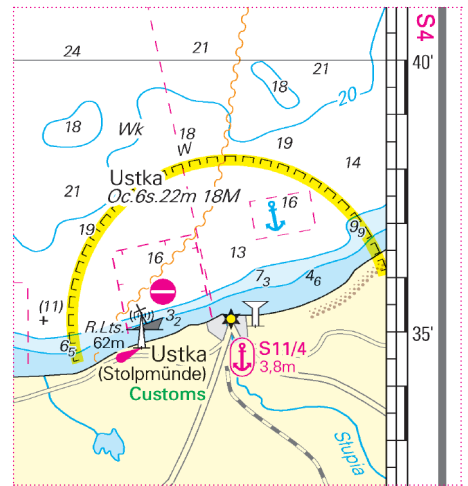 S4
24
21
21
40'
18
20
18
Wk
18
W
19
14
Ustka
Oc.6s.22m 18M
21
16
19
9₉
13
16
7₃
4₆
(11)
3₂
R.Lts.
62m
6₅
35'
Ustka
(Stolpmünde)
Customs
S11/4
3,8m
Słupia